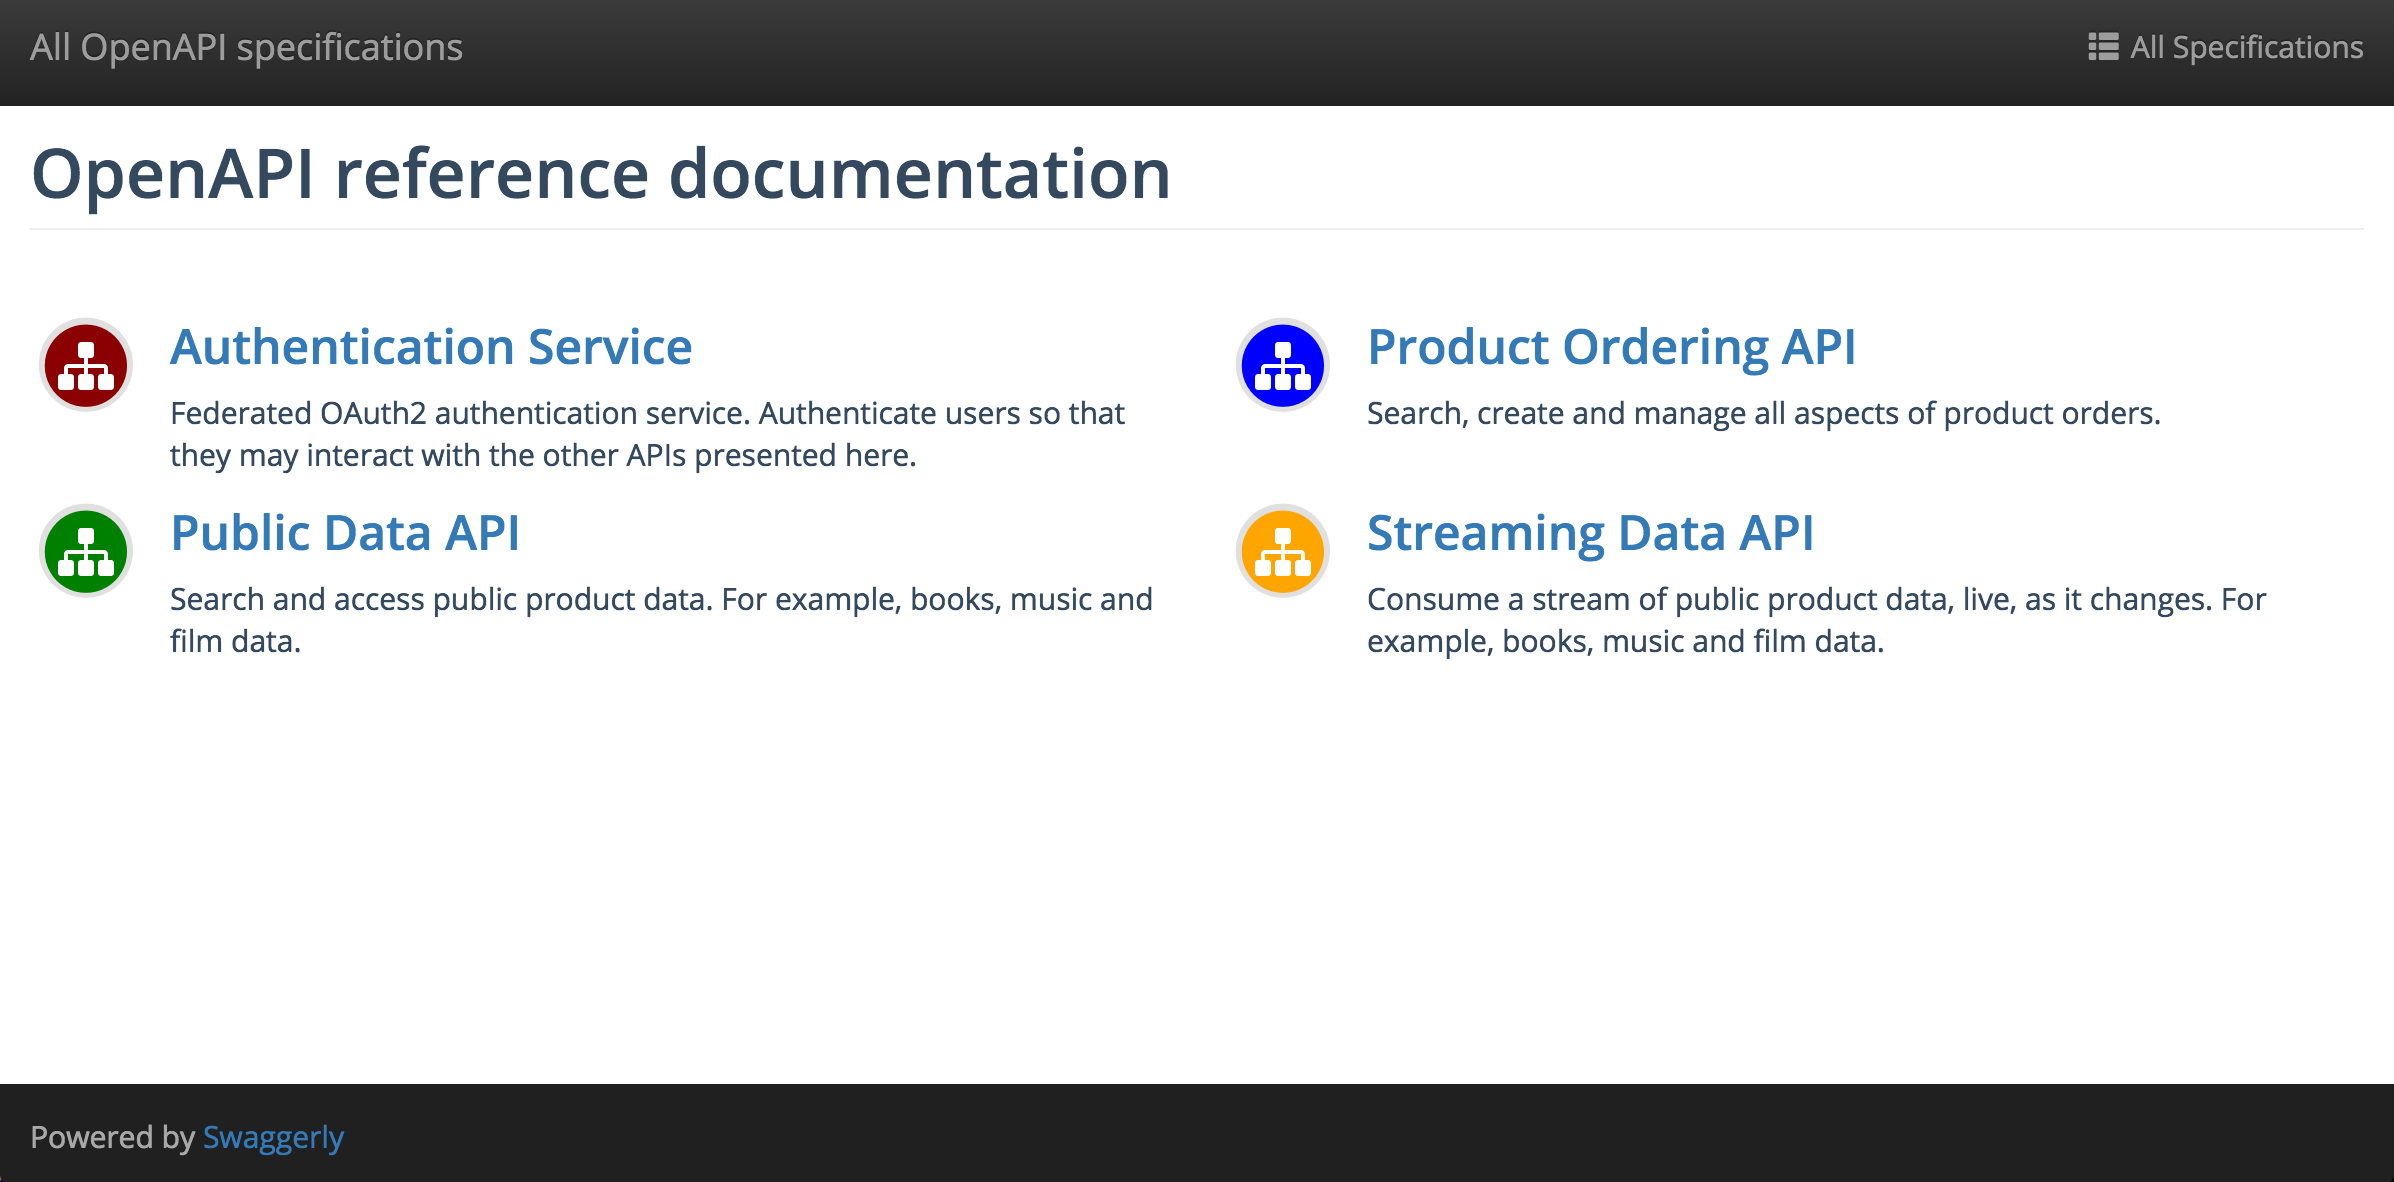 All OpenAPI specifications
All Specifications
OpenAPI reference documentation
Authentication Service
Federated OAuth2 authentication service. Authenticate users so that
they may interact with the other APIs presented here.
Product Ordering API
Search, create and manage all aspects of product orders.
Public Data API
Search and access public product data. For example, books, music and
film data.
Streaming Data API
Consume a stream of public product data, live, as it changes. For
example, books, music and film data.
Powered by Swaggerly